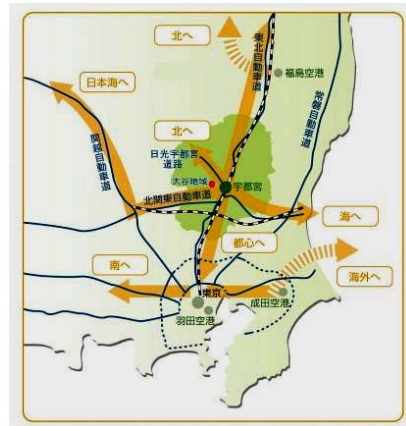 北へ
東北自動車道
福島空港
常磐自動車道
日本海へ
関越自動車道
北へ
日光宇都宮
道路
大谷地域
宇都宮
北関東自動車道
海へ
都心へ
南へ
海外へ
東京
成田空港
羽田空港